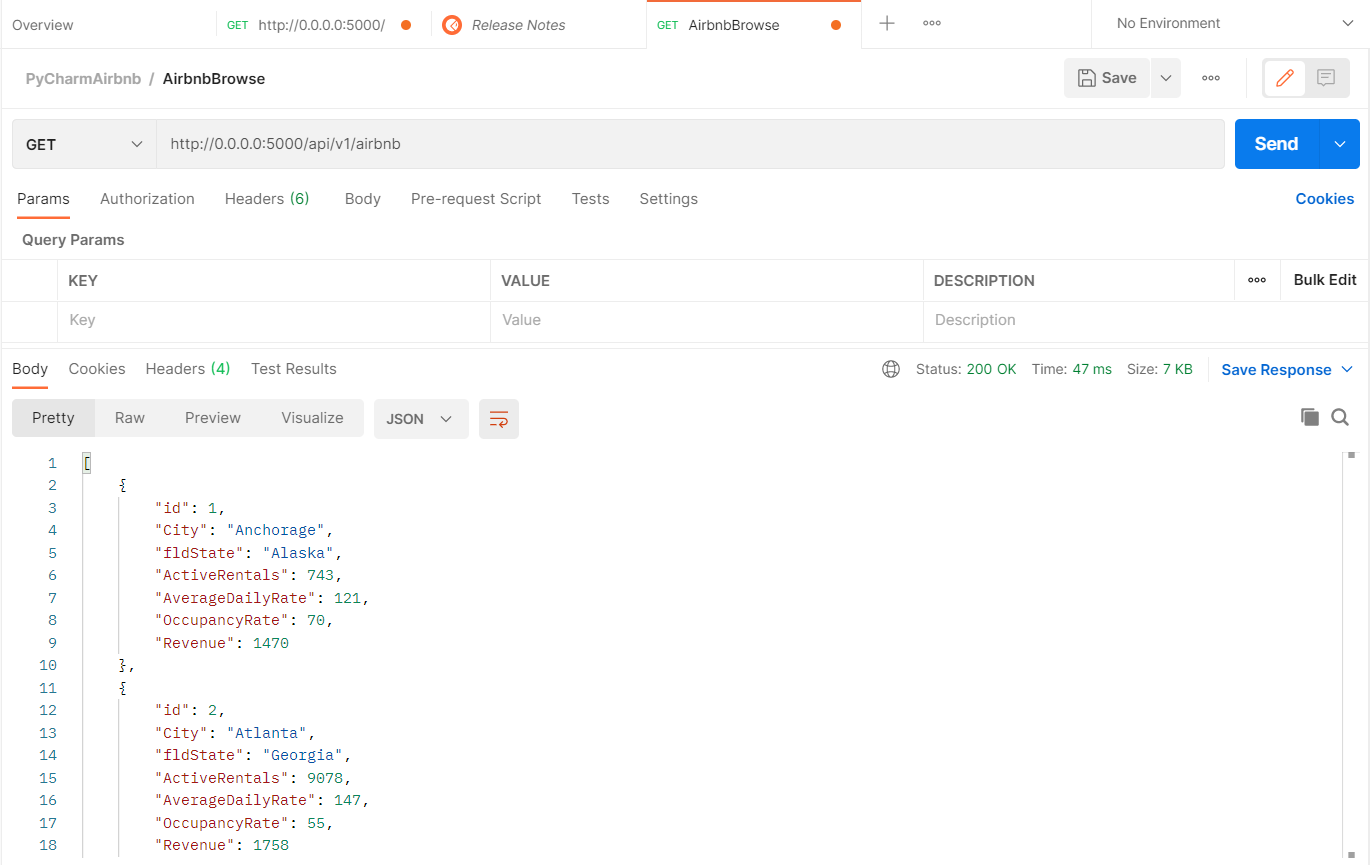 Overview GET http://0.0.0.0:5000/ Release Notes GET AirbnbBrowse No Environment
PyCharmAirbnb / AirbnbBrowse Save
GET http://0.0.0.0:5000/api/v1/airbnb Send
Params Authorization Headers (6) Body Pre-request Script Tests Settings Cookies
Query Params
KEY VALUE DESCRIPTION Bulk Edit
Key Value Description
Body Cookies Headers (4) Test Results Status: 200 OK Time: 47 ms Size: 7 KB Save Response
Pretty Raw Preview Visualize JSON
1 [
2 {
3 "id": 1,
4 "City": "Anchorage",
5 "fldState": "Alaska",
6 "ActiveRentals": 743,
7 "AverageDailyRate": 121,
8 "OccupancyRate": 70,
9 "Revenue": 1470
10 },
11 {
12 "id": 2,
13 "City": "Atlanta",
14 "fldState": "Georgia",
15 "ActiveRentals": 9078,
16 "AverageDailyRate": 147,
17 "OccupancyRate": 55,
18 "Revenue": 1758